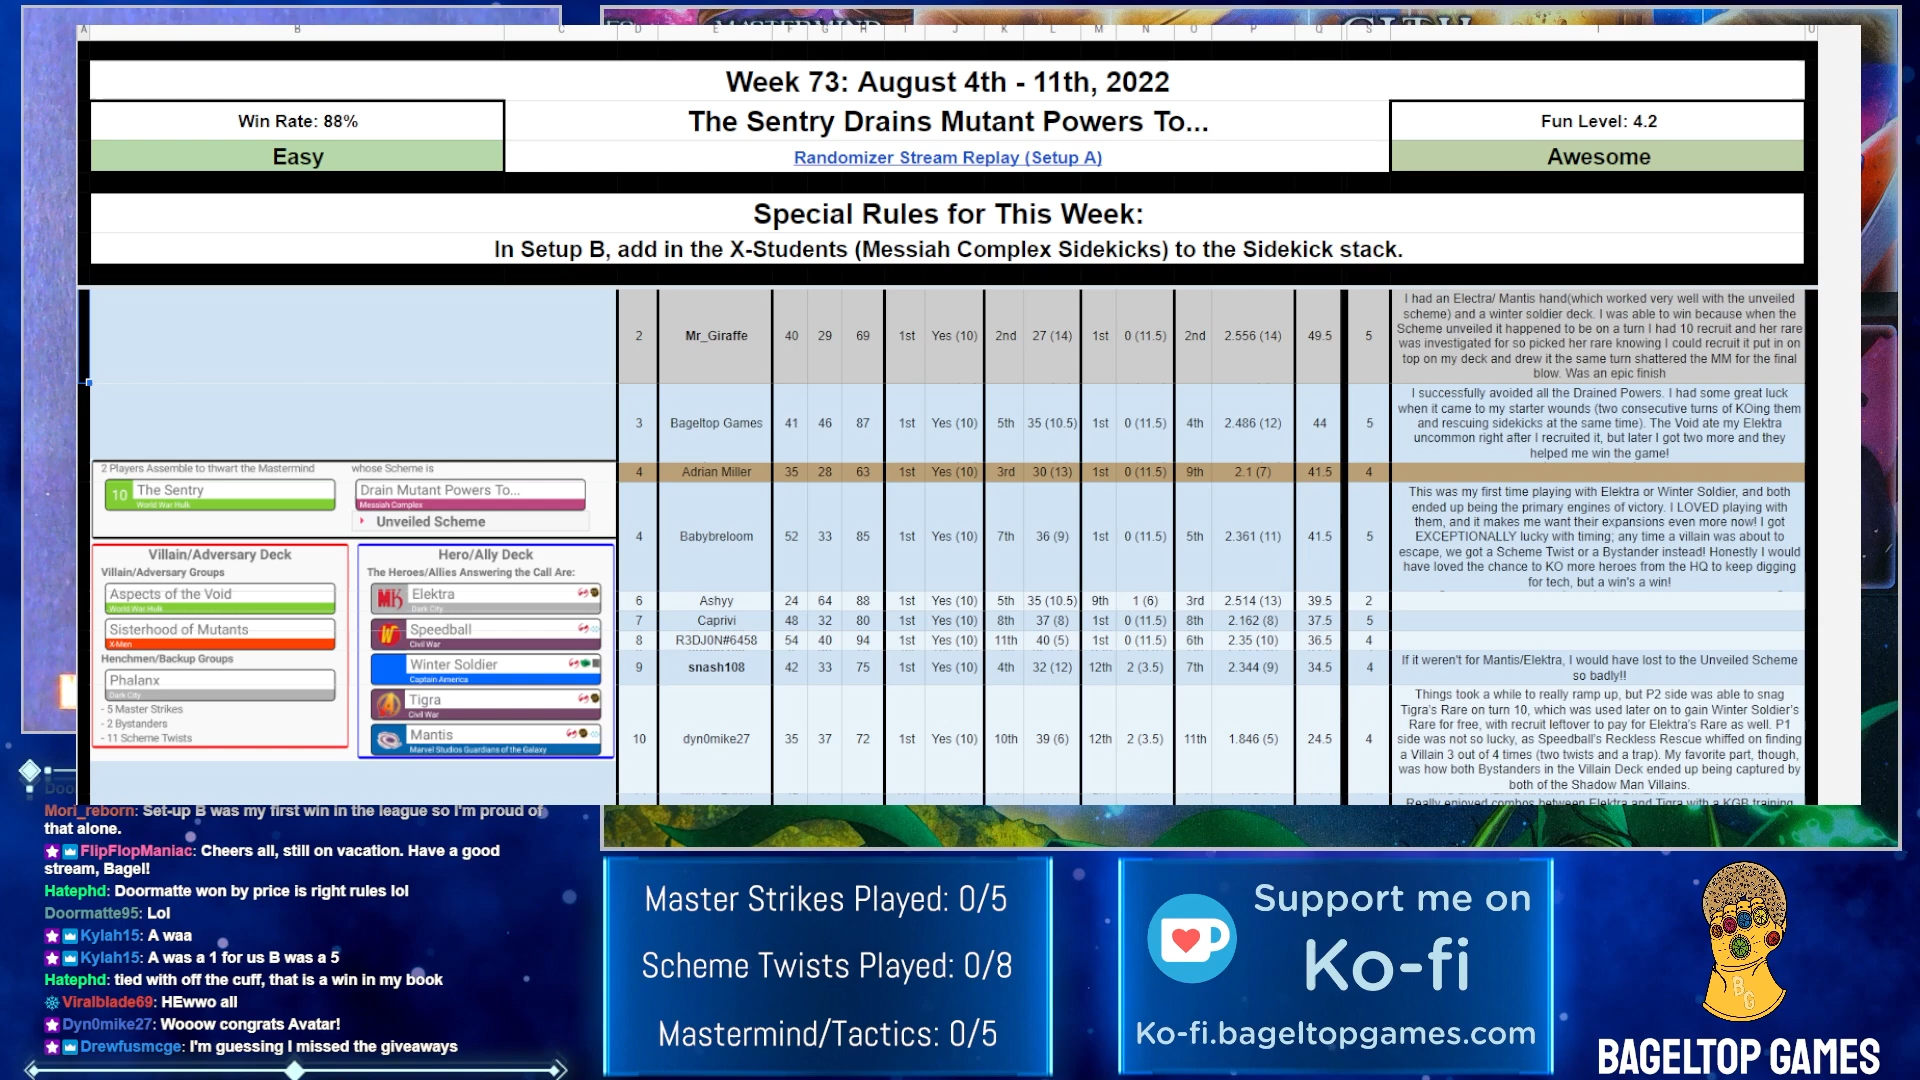 MASTERMIND
CITY
A B C D E F G H I J K L M N O P Q S T U
Week 73: August 4th - 11th, 2022
Win Rate: 88%
The Sentry Drains Mutant Powers To...
Fun Level: 4.2
Easy
Randomizer Stream Replay (Setup A)
Awesome
Special Rules for This Week:
In Setup B, add in the X-Students (Messiah Complex Sidekicks) to the Sidekick stack.
2 Mr_Giraffe 40 29 69 1st Yes (10) 2nd 27 (14) 1st 0 (11.5) 2nd 2.556 (14) 49.5 5
I had an Electra/ Mantis hand(which worked very well with the unveiled
scheme) and a winter soldier deck. I was able to win because when the
Scheme unveiled it happened to be on a turn I had 10 recruit and her rare
was investigated for so picked her rare knowing I could recruit it put in on
top on my deck and drew it the same turn shattered the MM for the final
blow. Was an epic finish
3 Bageltop Games 41 46 87 1st Yes (10) 5th 35 (10.5) 1st 0 (11.5) 4th 2.486 (12) 44 5
I successfully avoided all the Drained Powers. I had some great luck
when it came to my starter wounds (two consecutive turns of KOing them
and rescuing sidekicks at the same time). The Void ate my Elektra
uncommon right after I recruited it, but later I got two more and they
helped me win the game!
4 Adrian Miller 35 28 63 1st Yes (10) 3rd 30 (13) 1st 0 (11.5) 9th 2.1 (7) 41.5 4
4 Babybreloom 52 33 85 1st Yes (10) 7th 36 (9) 1st 0 (11.5) 5th 2.361 (11) 41.5 5
This was my first time playing with Elektra or Winter Soldier, and both
ended up being the primary engines of victory. I LOVED playing with
them, and it makes me want their expansions even more now! I got
EXCEPTIONALLY lucky with timing; any time a villain was about to
escape, we got a Scheme Twist or a Bystander instead! Honestly I would
have loved the chance to KO more heroes from the HQ to keep digging
for tech, but a win's a win!
6 Ashyy 24 64 88 1st Yes (10) 5th 35 (10.5) 9th 1 (6) 3rd 2.514 (13) 39.5 2
7 Caprivi 48 32 80 1st Yes (10) 8th 37 (8) 1st 0 (11.5) 8th 2.162 (8) 37.5 5
8 R3DJ0N#6458 54 40 94 1st Yes (10) 11th 40 (5) 1st 0 (11.5) 6th 2.35 (10) 36.5 4
9 snash108 42 33 75 1st Yes (10) 4th 32 (12) 12th 2 (3.5) 7th 2.344 (9) 34.5 4
If it weren't for Mantis/Elektra, I would have lost to the Unveiled Scheme
so badly!!
10 dyn0mike27 35 37 72 1st Yes (10) 10th 39 (6) 12th 2 (3.5) 11th 1.846 (5) 24.5 4
Things took a while to really ramp up, but P2 side was able to snag
Tigra's Rare on turn 10, which was used later on to gain Winter Soldier's
Rare for free, with recruit leftover to pay for Elektra's Rare as well. P1
side was not so lucky, as Speedball's Reckless Rescue whiffed on finding
a Villain 3 out of 4 times (two twists and a trap). My favorite part, though,
was how both Bystanders in the Villain Deck ended up being captured by
both of the Shadow Man Villains.
Really enjoyed combos between Elektra and Tigra with a KGB training
2 Players Assemble to thwart the Mastermind
whose Scheme is
10 The Sentry
World War Hulk
Drain Mutant Powers To...
Messiah Complex
Unveiled Scheme
Villain/Adversary Deck
Villain/Adversary Groups
Aspects of the Void
World War Hulk
Sisterhood of Mutants
X-Men
Henchmen/Backup Groups
Phalanx
Dark City
- 5 Master Strikes
- 2 Bystanders
- 11 Scheme Twists
Hero/Ally Deck
The Heroes/Allies Answering the Call Are:
Elektra
Dark City
Speedball
Civil War
Winter Soldier
Captain America
Tigra
Civil War
Mantis
Marvel Studios Guardians of the Galaxy
Mori_reborn: Set-up B was my first win in the league so I'm proud of
that alone.
FlipFlopManiac: Cheers all, still on vacation. Have a good
stream, Bagel!
Hatephd: Doormatte won by price is right rules lol
Doormatte95: Lol
Kylah15: A waa
Kylah15: A was a 1 for us B was a 5
Hatephd: tied with off the cuff, that is a win in my book
Viralblade69: HEwwo all
Dyn0mike27: Wooow congrats Avatar!
Drewfusmcge: I'm guessing I missed the giveaways
Master Strikes Played: 0/5
Scheme Twists Played: 0/8
Mastermind/Tactics: 0/5
Support me on
Ko-fi
Ko-fi.bageltopgames.com
BG
BAGELTOP GAMES